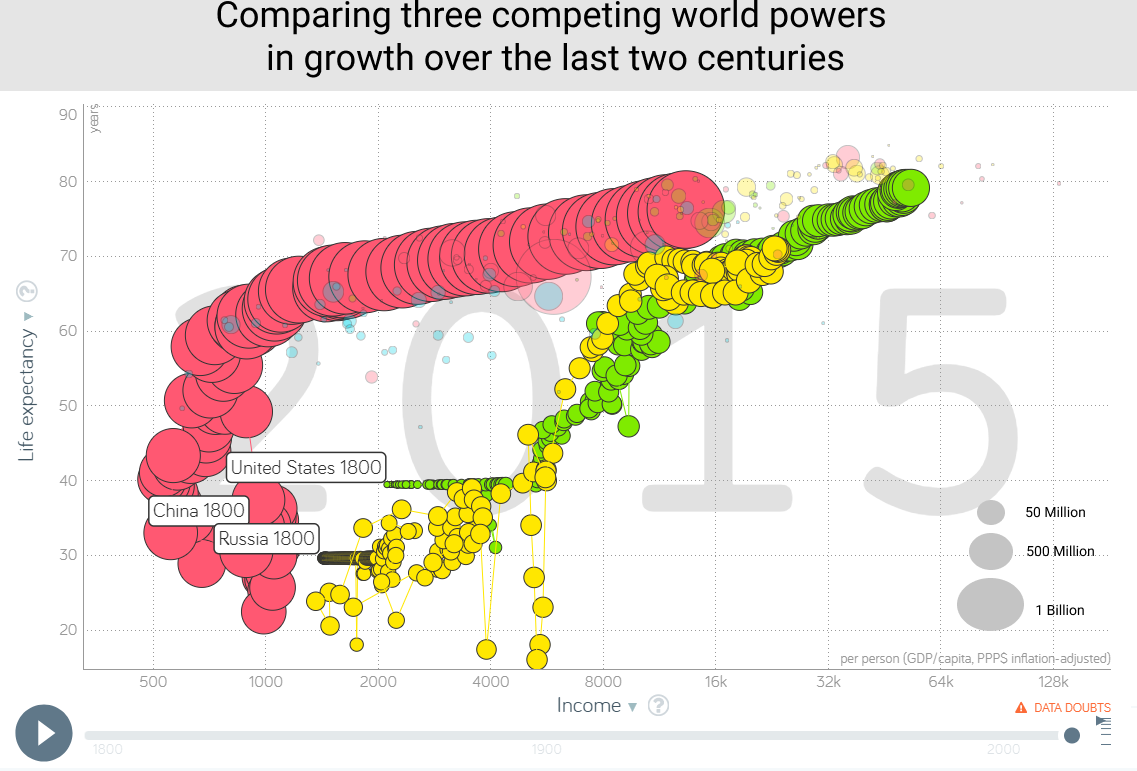 Comparing three competing world powers
in growth over the last two centuries
years
90
80
70
60
50
40
30
20
Life expectancy ▼ ?
2015
United States 1800
China 1800
Russia 1800
50 Million
500 Million
1 Billion
per person (GDP/capita, PPP$ inflation-adjusted)
500 1000 2000 4000 8000 16k 32k 64k 128k
Income ▼ ?
DATA DOUBTS
1800 1900 2000